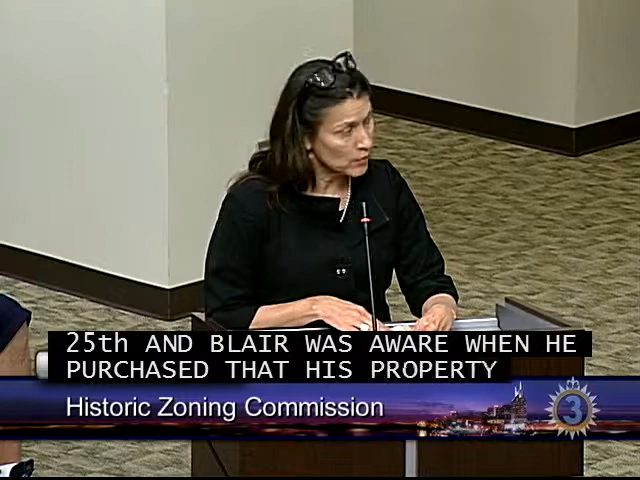 25th AND BLAIR WAS AWARE WHEN HE
PURCHASED THAT HIS PROPERTY
Historic Zoning Commission
3